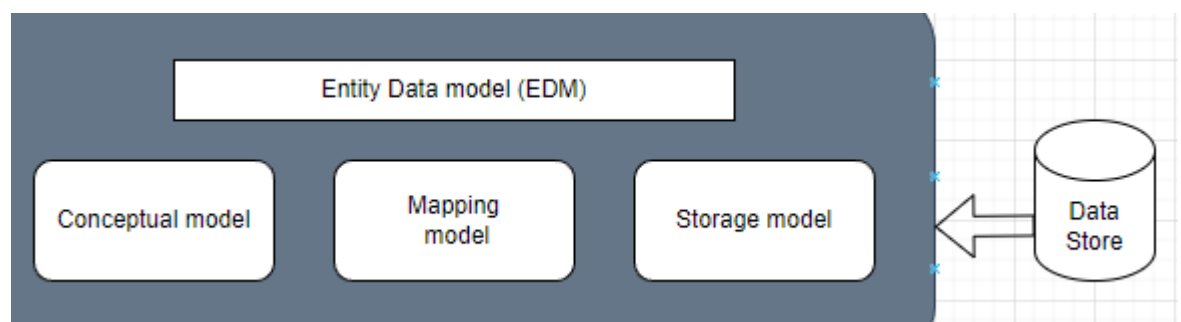 Entity Data model (EDM)
Conceptual model
Mapping
model
Storage model
Data
Store